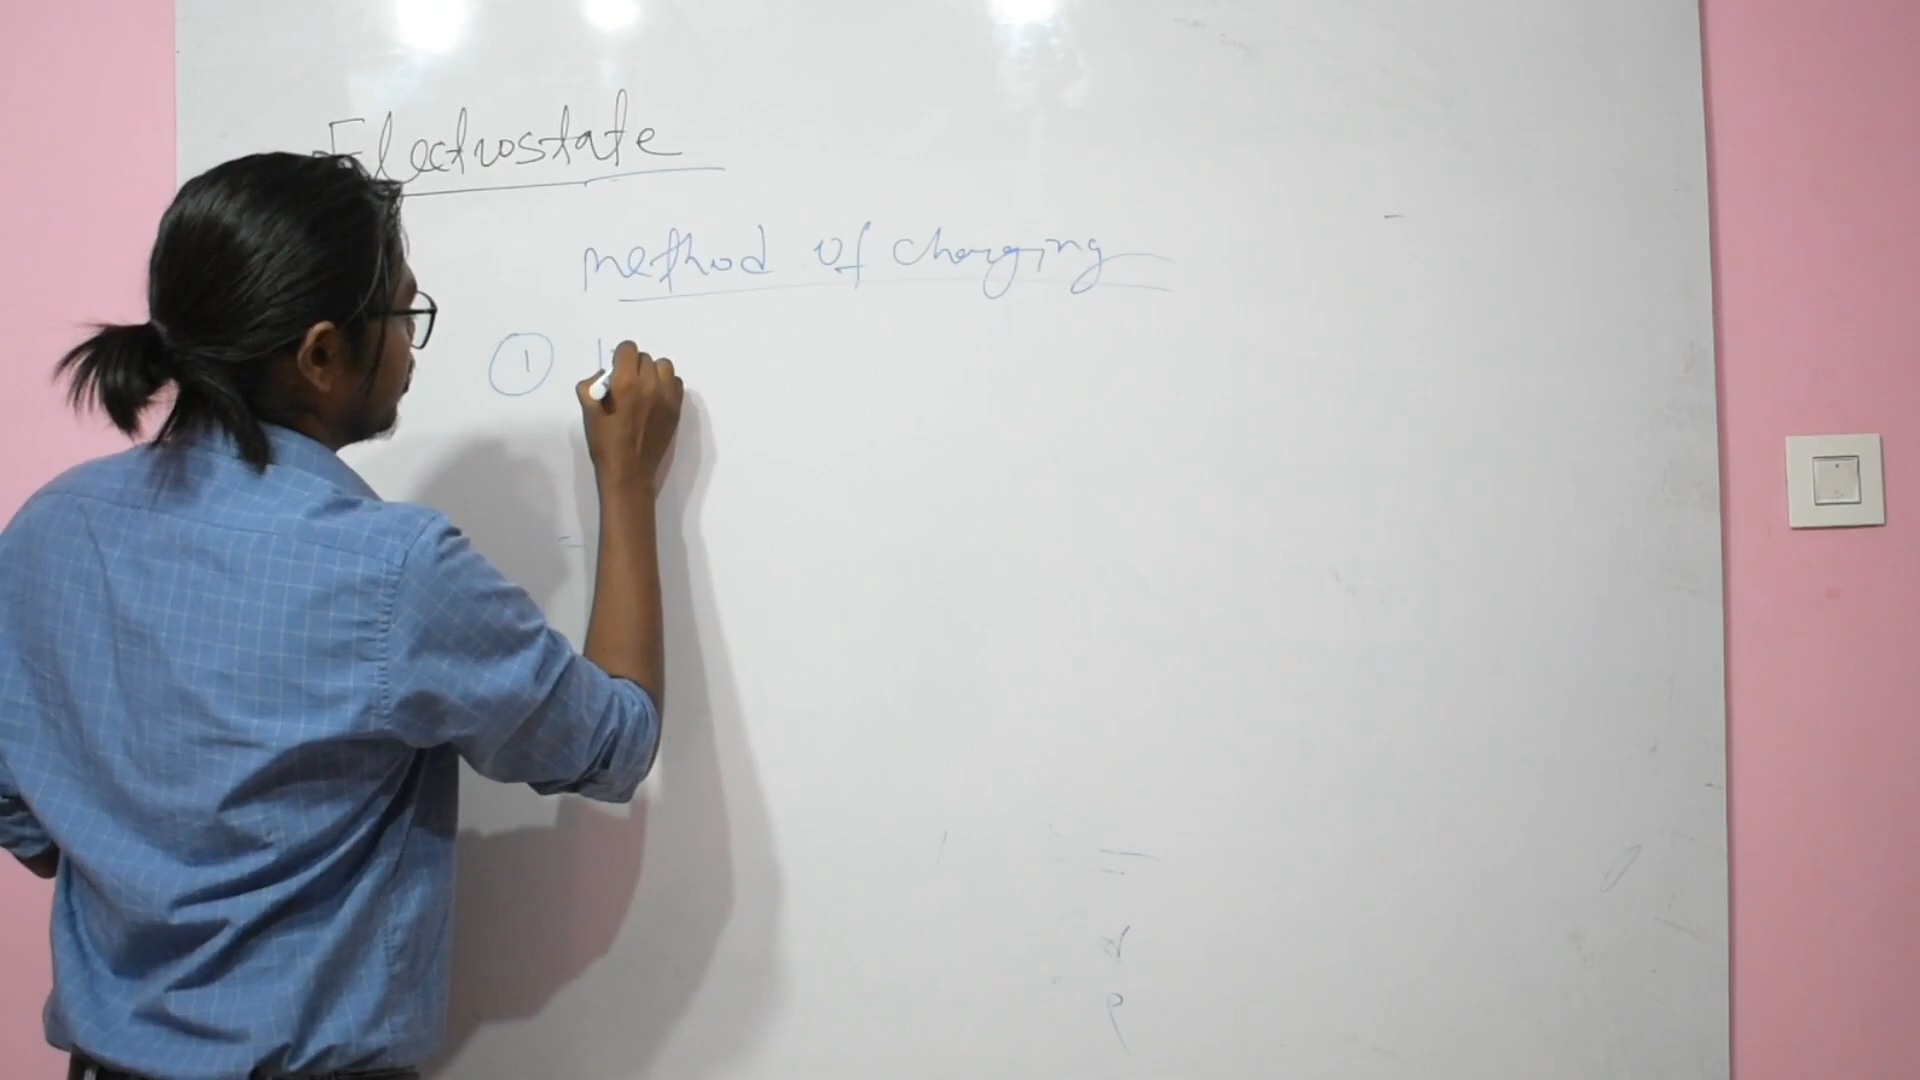 Electrostate
method of charging
①